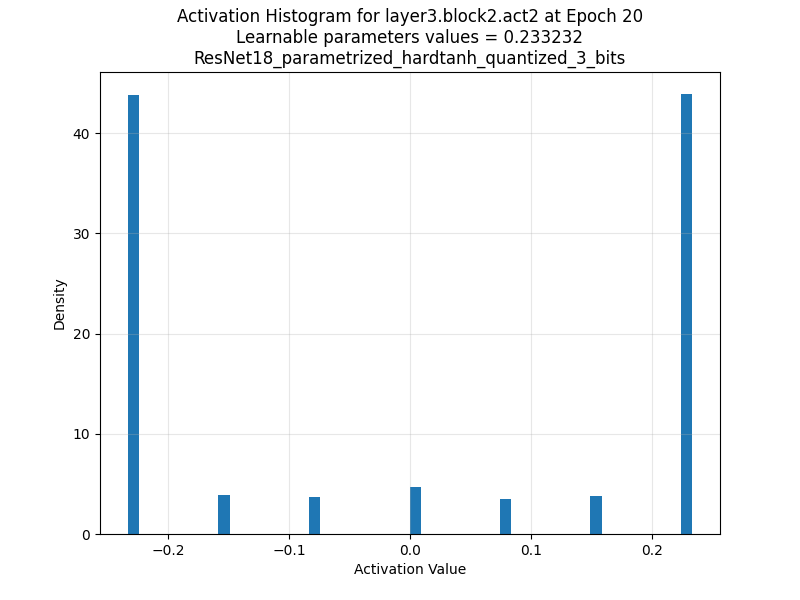 Activation Histogram for layer3.block2.act2 at Epoch 20
Learnable parameters values = 0.233232
ResNet18_parametrized_hardtanh_quantized_3_bits
Density
40
30
20
10
0
−0.2 −0.1 0.0 0.1 0.2
Activation Value